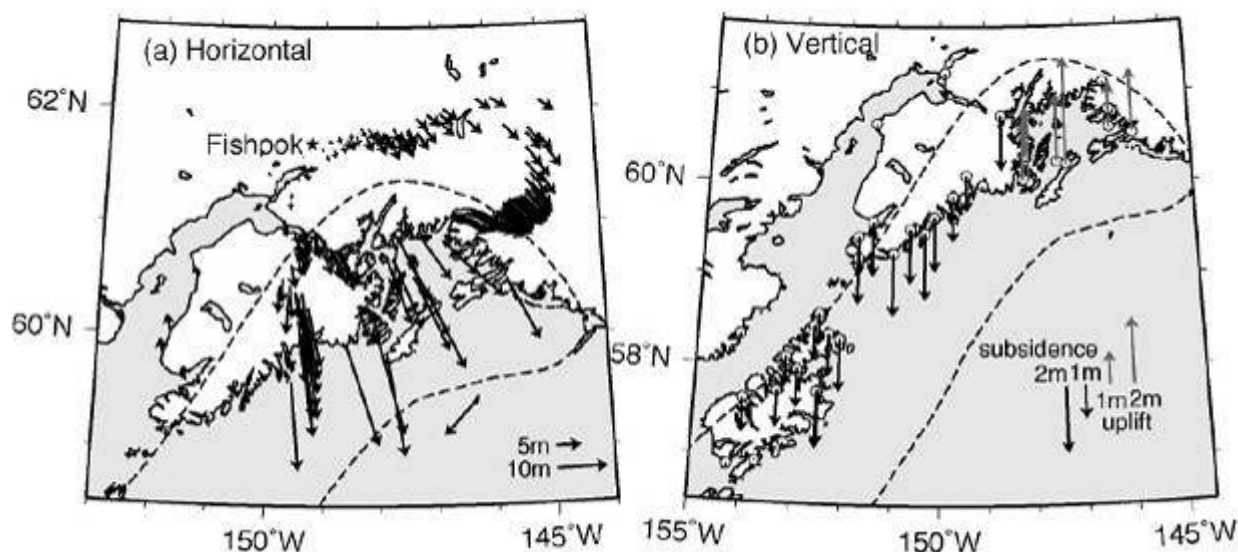 (a) Horizontal
62°N
Fishpok
60°N
5m
10m
150°W
145°W
(b) Vertical
60°N
58°N
subsidence
2m 1m
1m 2m
uplift
155°W
150°W
145°W